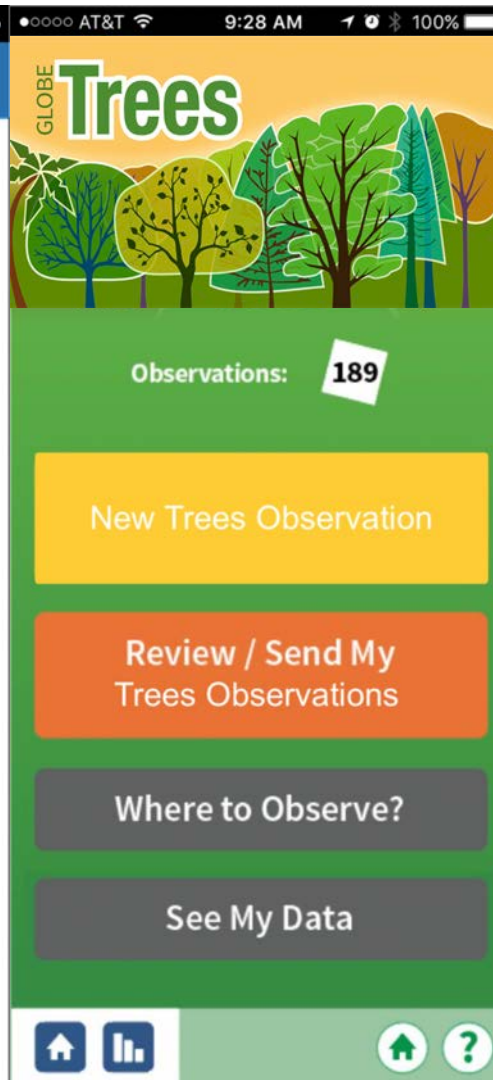 ●○○○○ AT&T 9:28 AM 100%
GLOBE
Trees
Observations: 189
New Trees Observation
Review / Send My
Trees Observations
Where to Observe?
See My Data
?